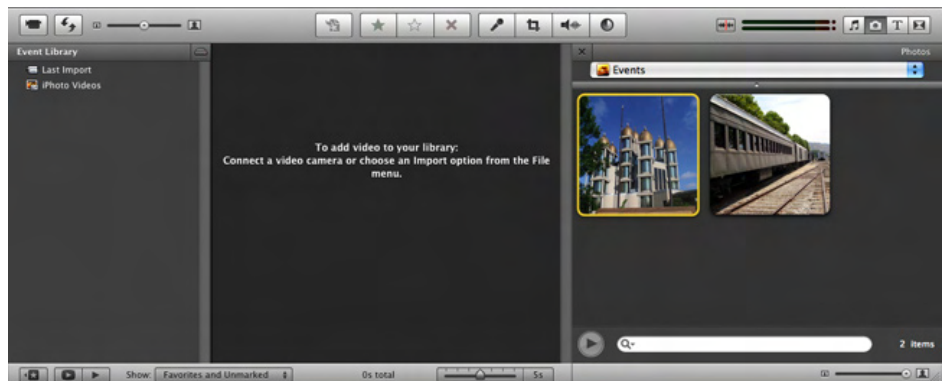 T
Event Library
Photos
Last Import
iPhoto Videos
Events
To add video to your library:
Connect a video camera or choose an Import option from the File
menu.
2 items
Show: Favorites and Unmarked
0s total
5s